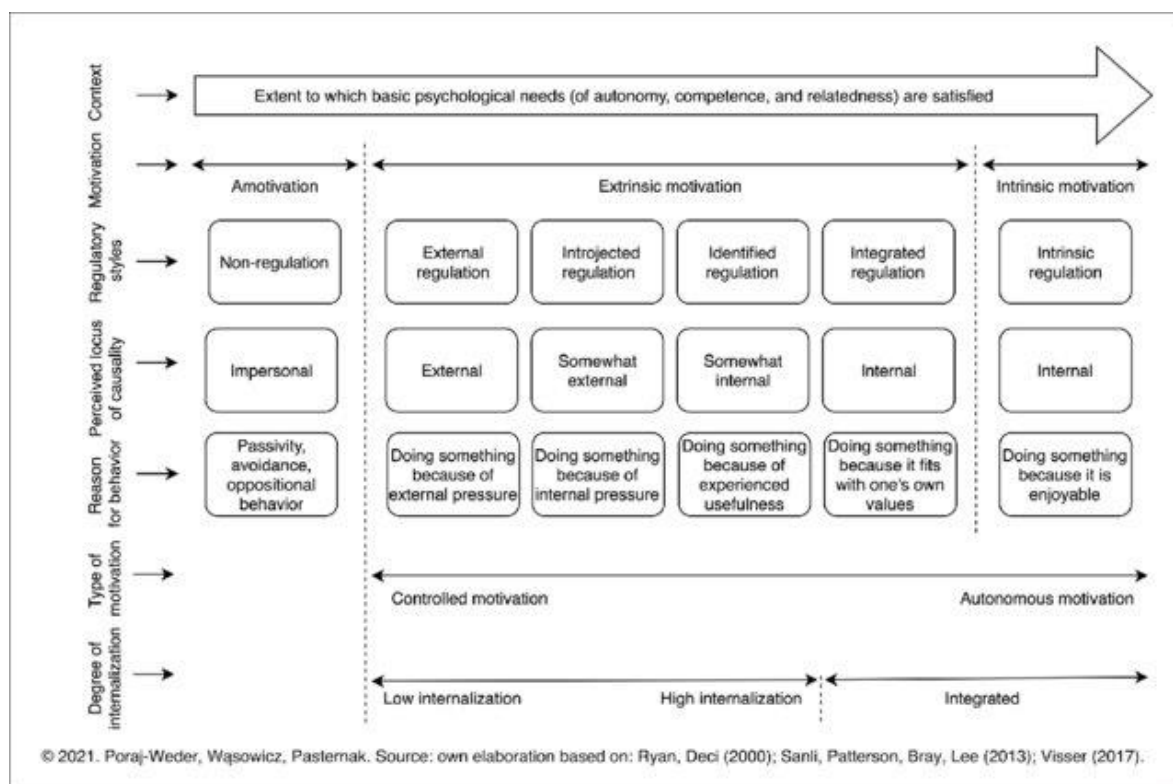 Context
Extent to which basic psychological needs (of autonomy, competence, and relatedness) are satisfied
Motivation
Amotivation
Extrinsic motivation
Intrinsic motivation
Regulatory
styles
Non-regulation
External
regulation
Introjected
regulation
Identified
regulation
Integrated
regulation
Intrinsic
regulation
Perceived locus
of causality
Impersonal
External
Somewhat
external
Somewhat
internal
Internal
Internal
Reason
for behavior
Passivity,
avoidance,
oppositional
behavior
Doing something
because of
external pressure
Doing something
because of
internal pressure
Doing something
because of
experienced
usefulness
Doing something
because it fits
with one's own
values
Doing something
because it is
enjoyable
Type of
motivation
Controlled motivation
Autonomous motivation
Degree of
internalization
Low internalization
High internalization
Integrated
© 2021. Poraj-Weder, Wąsowicz, Pasternak. Source: own elaboration based on: Ryan, Deci (2000); Sanli, Patterson, Bray, Lee (2013); Visser (2017).